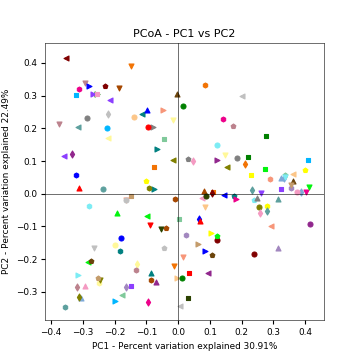 PCoA - PC1 vs PC2
PC2 - Percent variation explained 22.49%
0.4
0.3
0.2
0.1
0.0
−0.1
−0.2
−0.3
−0.4 −0.3 −0.2 −0.1 0.0 0.1 0.2 0.3 0.4
PC1 - Percent variation explained 30.91%